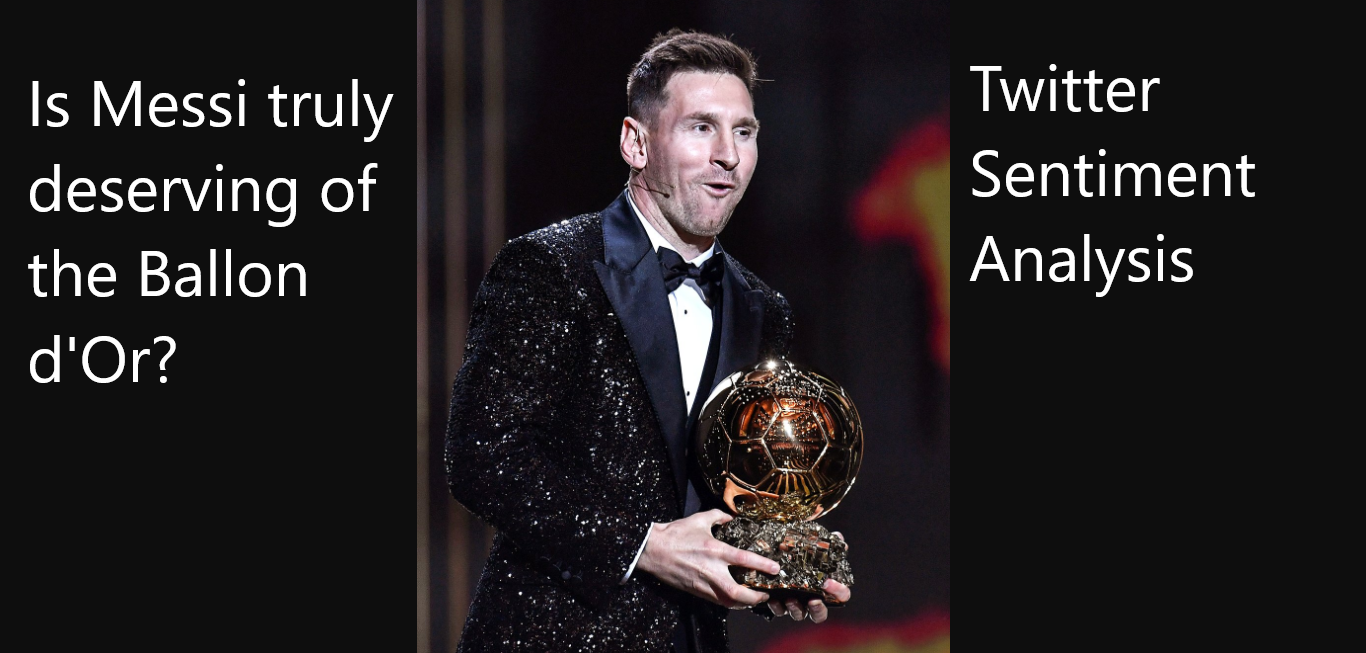 Is Messi truly
deserving of
the Ballon
d'Or?
Twitter
Sentiment
Analysis